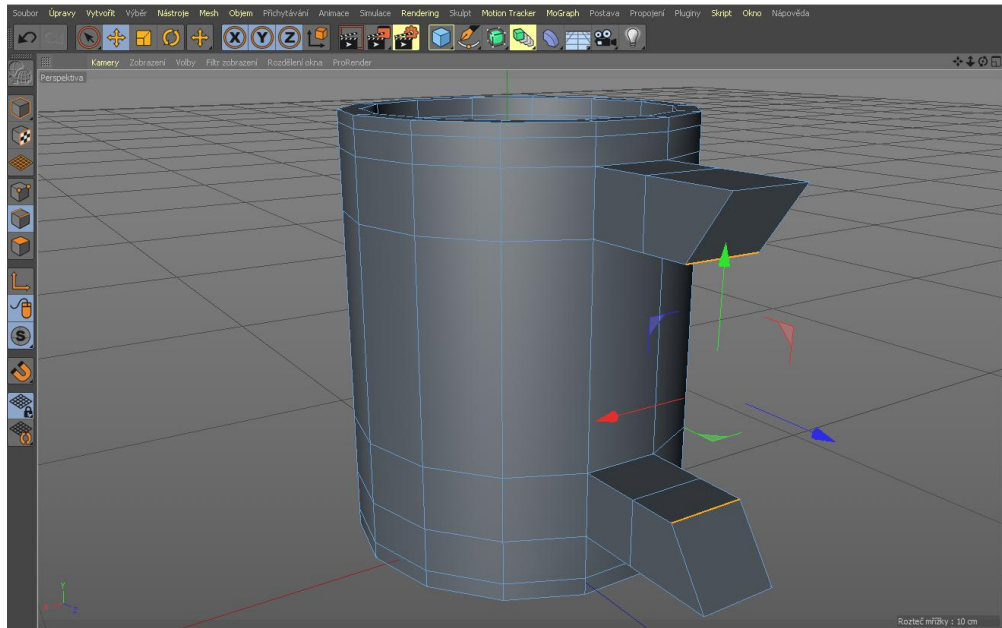 Soubor Úpravy Vytvořit Výběr Nástroje Mesh Objem Přichytávání Animace Simulace Rendering Skulpt Motion Tracker MoGraph Postava Propojení Pluginy Skript Okno Nápověda
X Y Z
Kamery Zobrazení Volby Filtr zobrazení Rozdělení okna ProRender
Perspektiva
L
S
Y
X Z
Rozteč mřížky : 10 cm